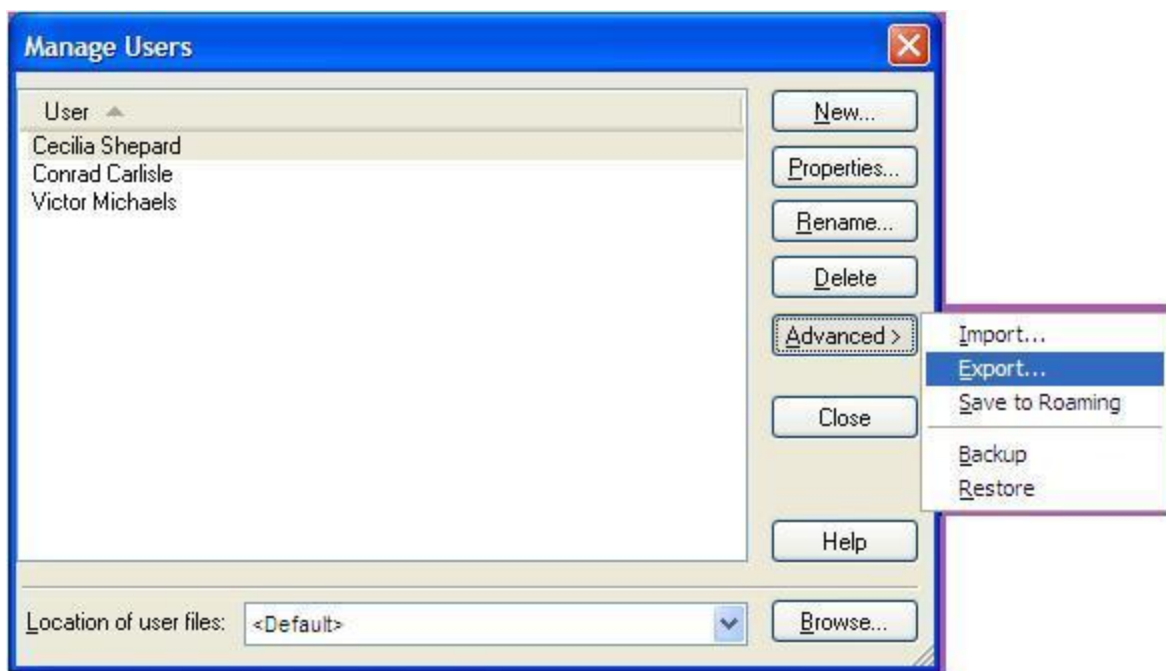 Manage Users
User
Cecilia Shepard
Conrad Carlisle
Victor Michaels
New...
Properties...
Rename...
Delete
Advanced >
Import...
Export...
Save to Roaming
Backup
Restore
Close
Help
Location of user files: <Default> Browse...